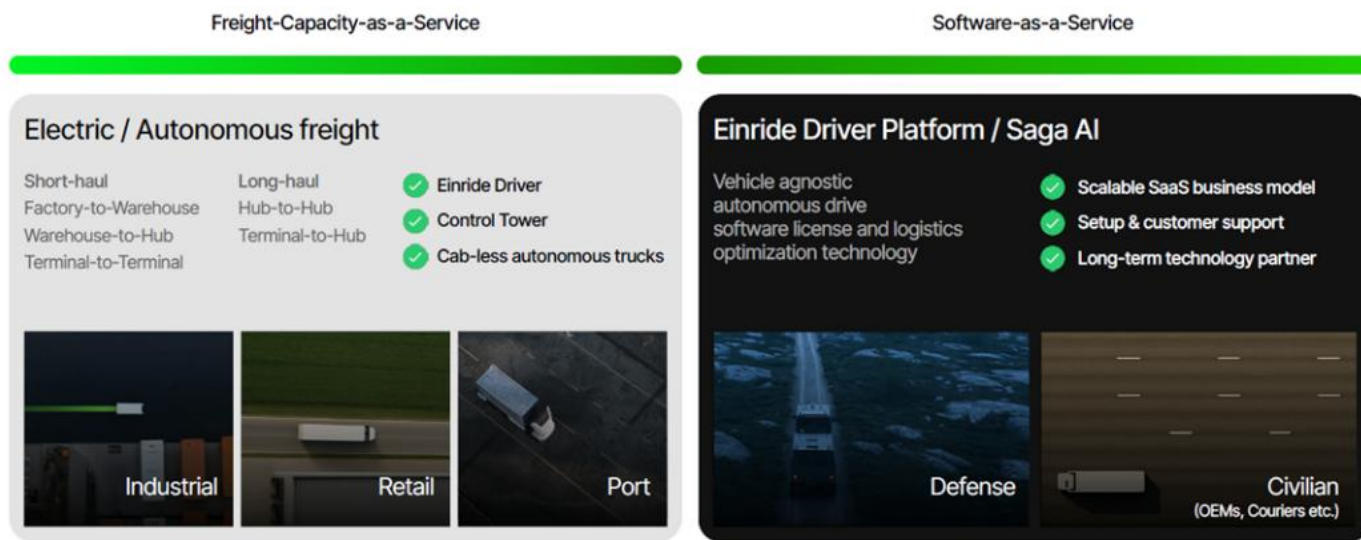 Freight-Capacity-as-a-Service
Software-as-a-Service
Electric / Autonomous freight
Short-haul
Factory-to-Warehouse
Warehouse-to-Hub
Terminal-to-Terminal
Long-haul
Hub-to-Hub
Terminal-to-Hub
Einride Driver
Control Tower
Cab-less autonomous trucks
Industrial
Retail
Port
Einride Driver Platform / Saga AI
Vehicle agnostic
autonomous drive
software license and logistics
optimization technology
Scalable SaaS business model
Setup & customer support
Long-term technology partner
Defense
Civilian
(OEMs, Couriers etc.)